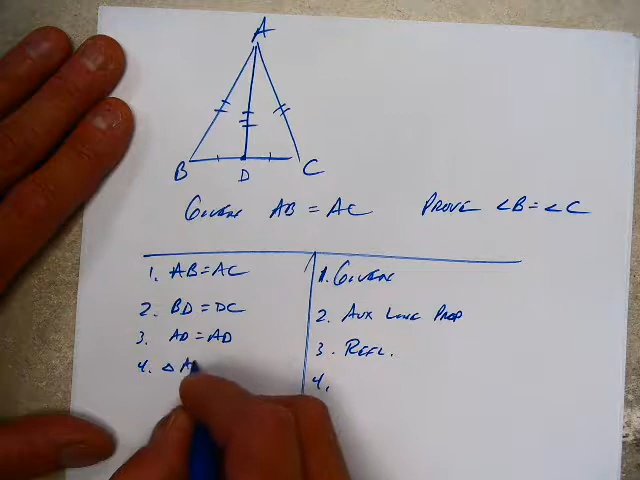 A
B D C
GIVEN AB = AC PROVE ∠B = ∠C
1. AB = AC 1. GIVEN
2. BD = DC 2. AUX LINE PROP
3. AD = AD 3. REFL.
4. △ A 4.